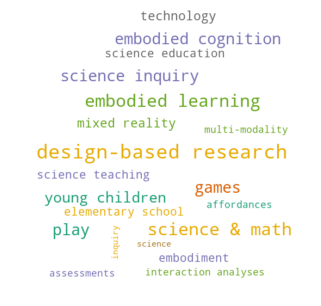 technology
embodied cognition
science education
science inquiry
embodied learning
mixed reality
multi-modality
design-based research
science teaching
games
young children
affordances
elementary school
play
inquiry
science & math
science
embodiment
assessments
interaction analyses